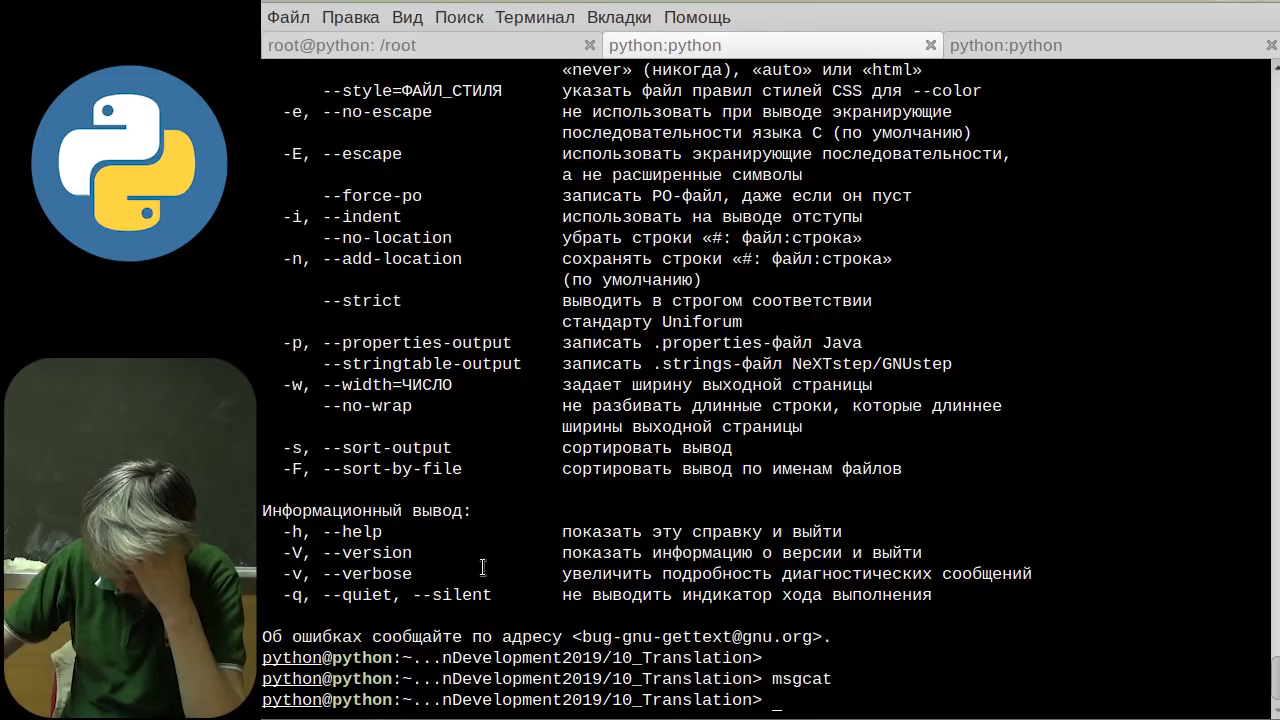 Файл Правка Вид Поиск Терминал Вкладки Помощь
root@python: /root python:python python:python
«never» (никогда), «auto» или «html»
--style=ФАЙЛ_СТИЛЯ указать файл правил стилей CSS для --color
-e, --no-escape не использовать при выводе экранирующие
последовательности языка C (по умолчанию)
-E, --escape использовать экранирующие последовательности,
а не расширенные символы
--force-po записать PO-файл, даже если он пуст
-i, --indent использовать на выводе отступы
--no-location убрать строки «#: файл:строка»
-n, --add-location сохранять строки «#: файл:строка»
(по умолчанию)
--strict выводить в строгом соответствии
стандарту Uniforum
-p, --properties-output записать .properties-файл Java
--stringtable-output записать .strings-файл NeXTstep/GNUstep
-w, --width=ЧИСЛО задает ширину выходной страницы
--no-wrap не разбивать длинные строки, которые длиннее
ширины выходной страницы
-s, --sort-output сортировать вывод
-F, --sort-by-file сортировать вывод по именам файлов
Информационный вывод:
-h, --help показать эту справку и выйти
-V, --version показать информацию о версии и выйти
-v, --verbose увеличить подробность диагностических сообщений
-q, --quiet, --silent не выводить индикатор хода выполнения
Об ошибках сообщайте по адресу <bug-gnu-gettext@gnu.org>.
python@python:~...nDevelopment2019/10_Translation>
python@python:~...nDevelopment2019/10_Translation> msgcat
python@python:~...nDevelopment2019/10_Translation> _